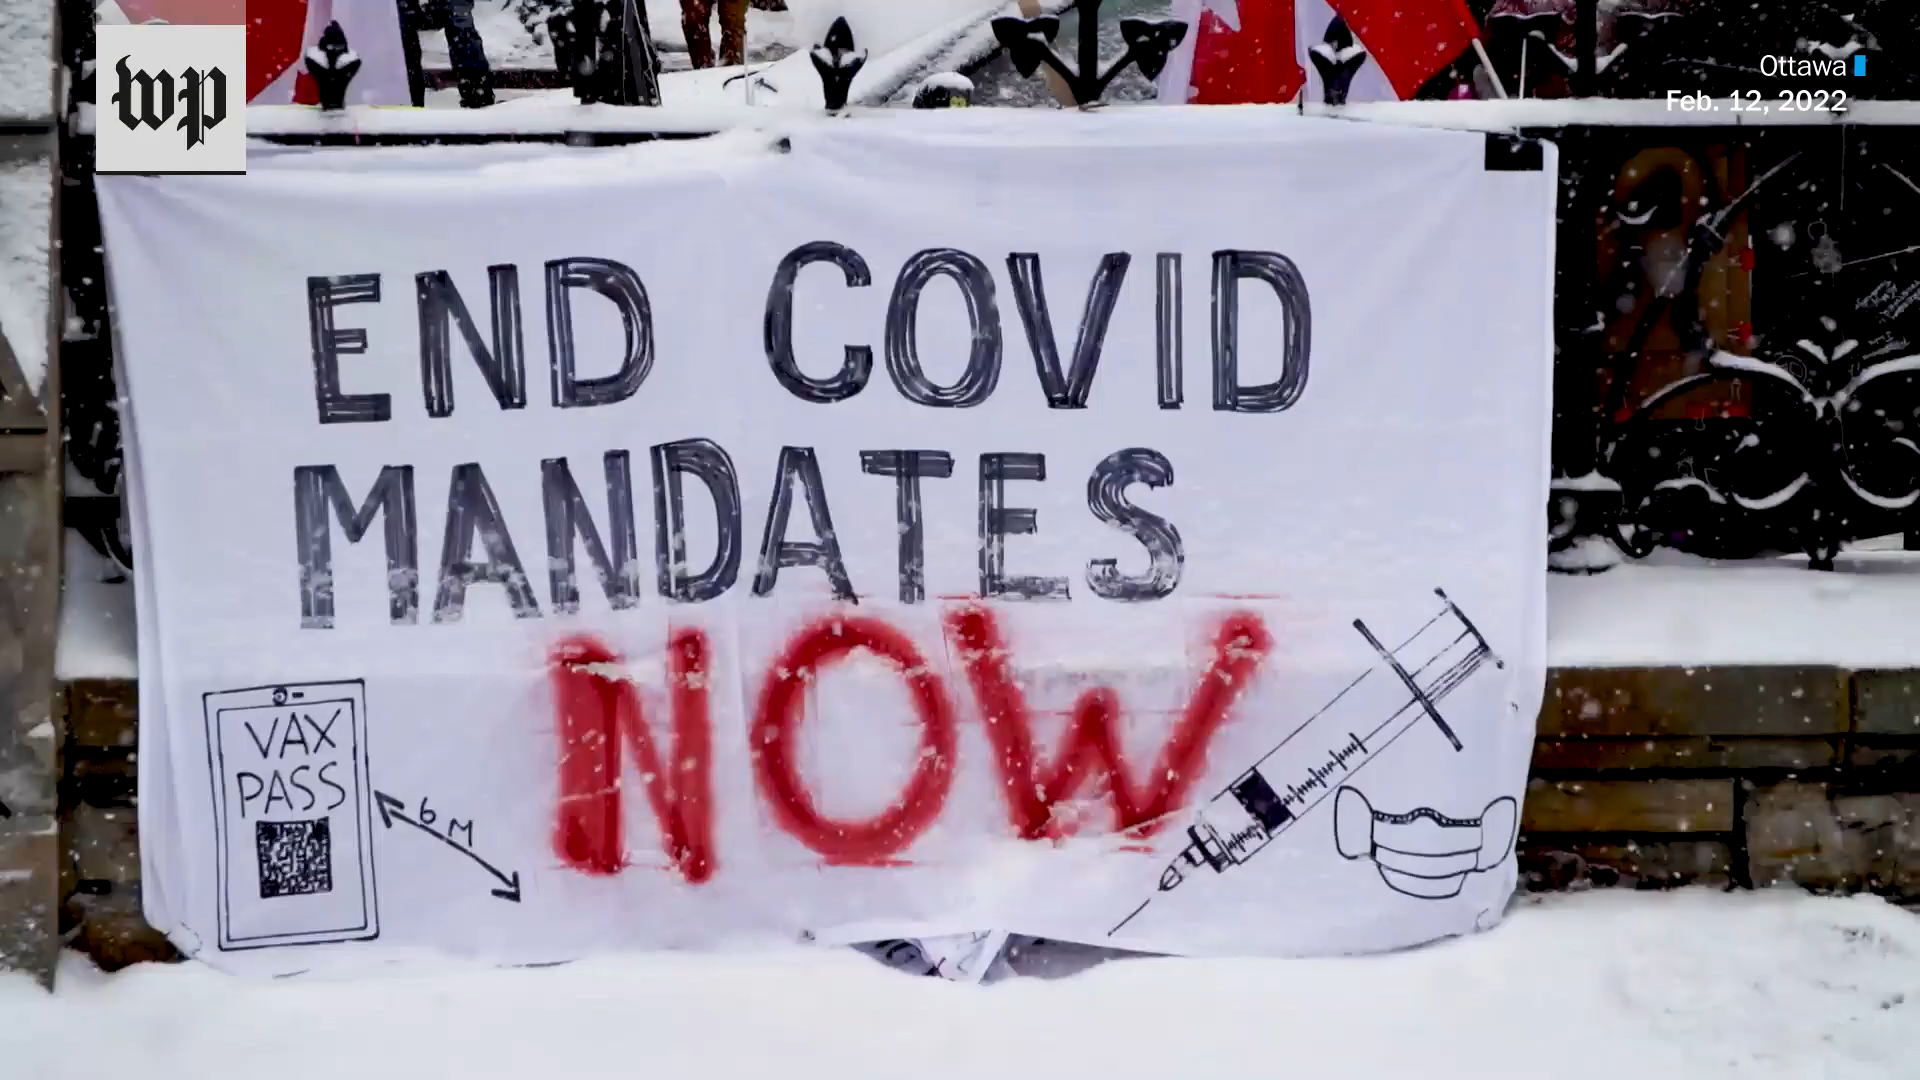 wp
Ottawa
Feb. 12, 2022
END COVID
MANDATES
NOW
VAX
PASS
6 M